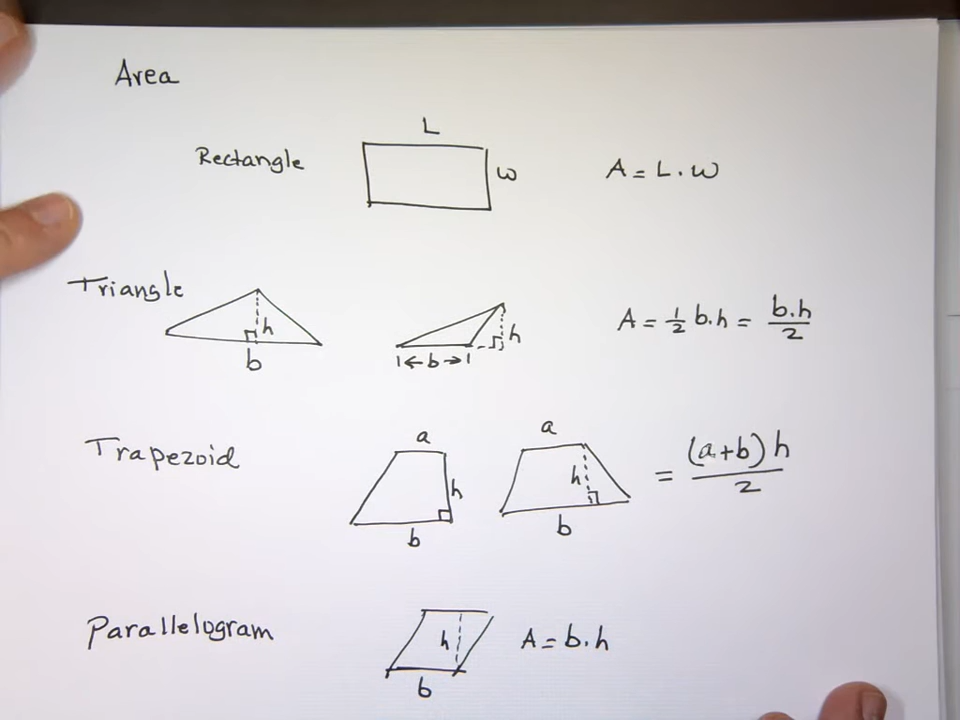 Area
L
Rectangle
w
A = L . w
Triangle
h
b
h
b
A = 1/2 b.h = b.h/2
Trapezoid
a
h
b
a
h
b
= (a+b) h/2
Parallelogram
h
b
A = b.h